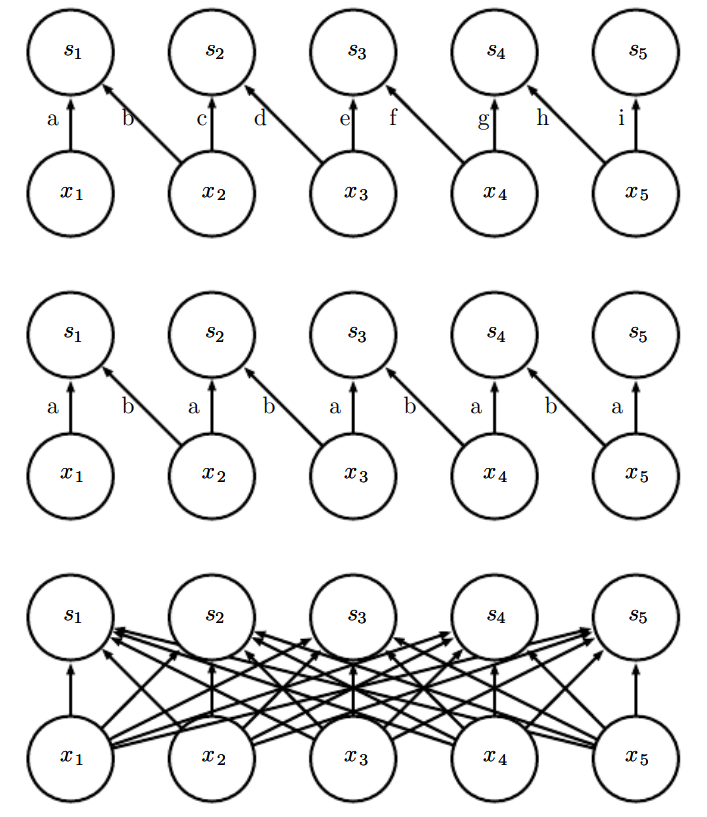 s₁ s₂ s₃ s₄ s₅
a b c d e f g h i
x₁ x₂ x₃ x₄ x₅
s₁ s₂ s₃ s₄ s₅
a b a b a b a b a
x₁ x₂ x₃ x₄ x₅
s₁ s₂ s₃ s₄ s₅
x₁ x₂ x₃ x₄ x₅